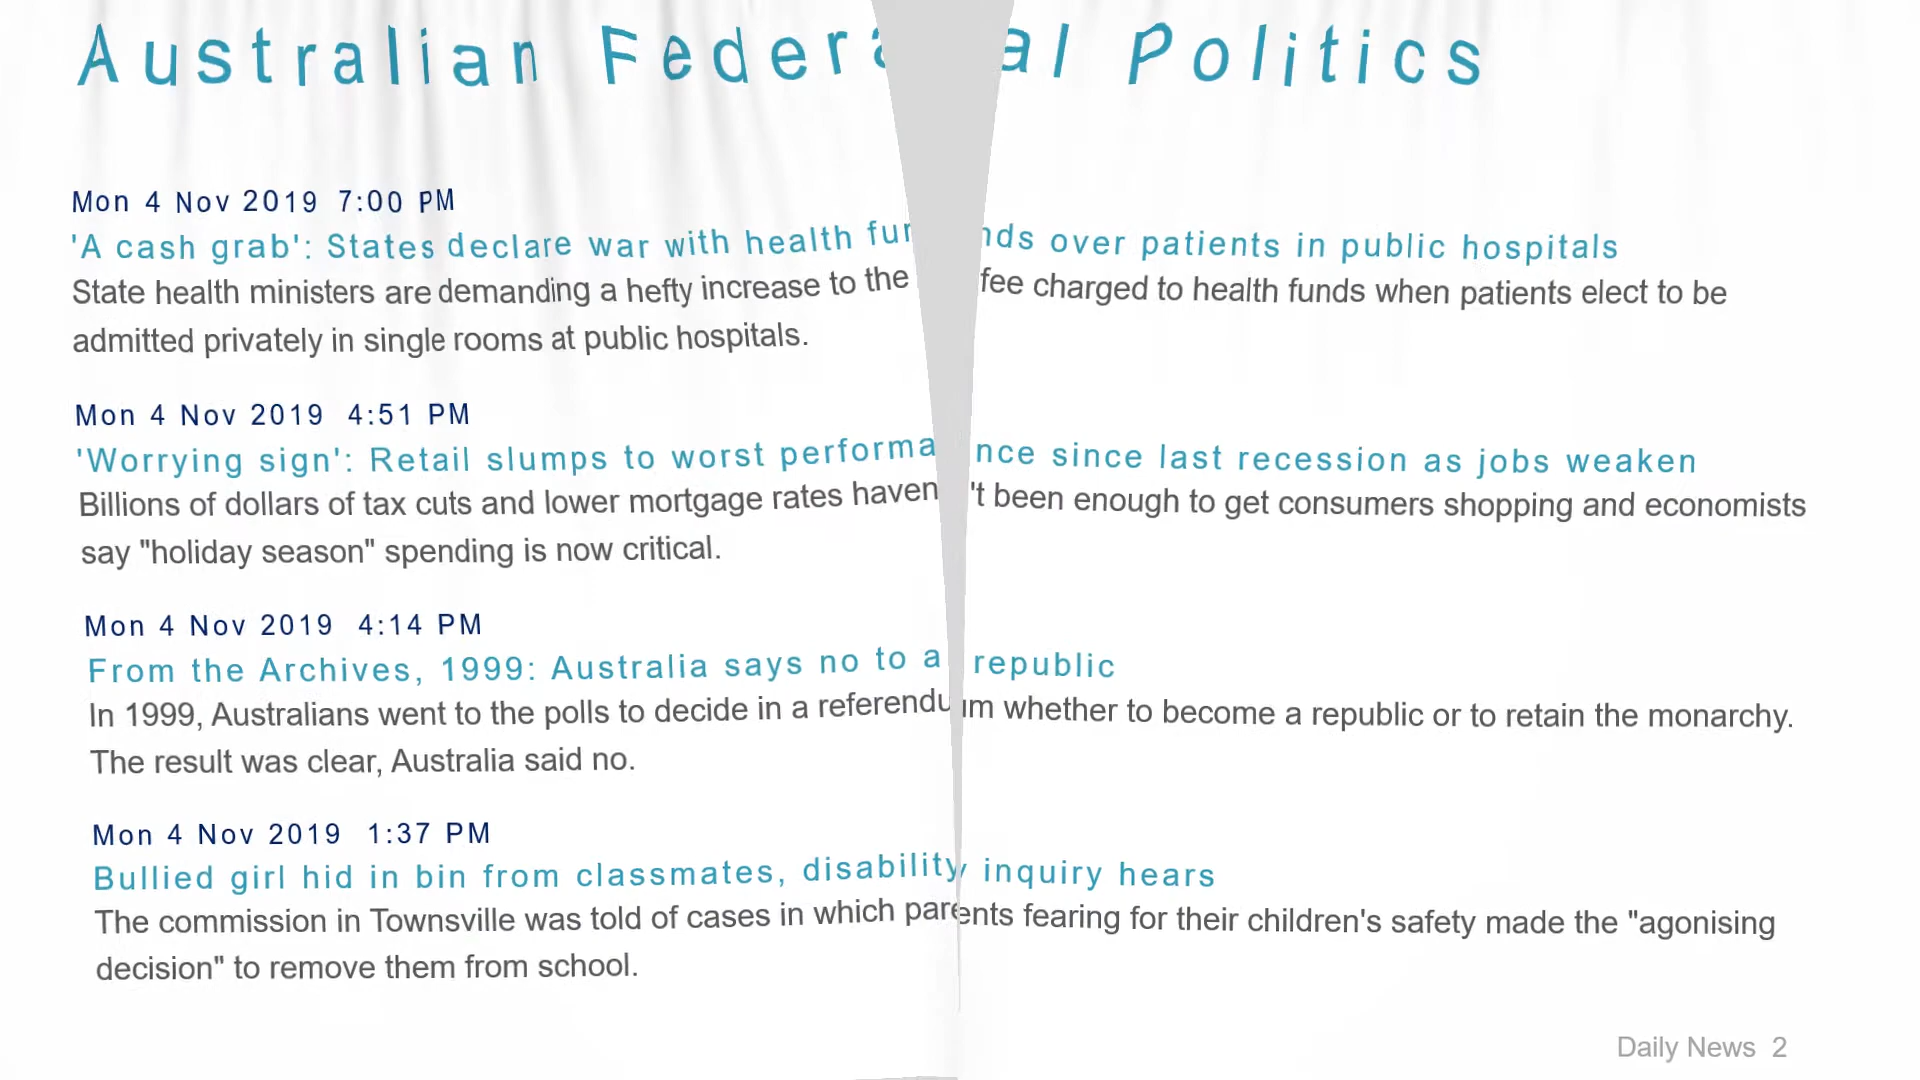 Australian Federal Politics
Mon 4 Nov 2019 7:00 PM
'A cash grab': States declare war with health funds over patients in public hospitals
State health ministers are demanding a hefty increase to the fee charged to health funds when patients elect to be
admitted privately in single rooms at public hospitals.
Mon 4 Nov 2019 4:51 PM
'Worrying sign': Retail slumps to worst performance since last recession as jobs weaken
Billions of dollars of tax cuts and lower mortgage rates haven't been enough to get consumers shopping and economists
say "holiday season" spending is now critical.
Mon 4 Nov 2019 4:14 PM
From the Archives, 1999: Australia says no to a republic
In 1999, Australians went to the polls to decide in a referendum whether to become a republic or to retain the monarchy.
The result was clear, Australia said no.
Mon 4 Nov 2019 1:37 PM
Bullied girl hid in bin from classmates, disability inquiry hears
The commission in Townsville was told of cases in which parents fearing for their children's safety made the "agonising
decision" to remove them from school.
Daily News 2